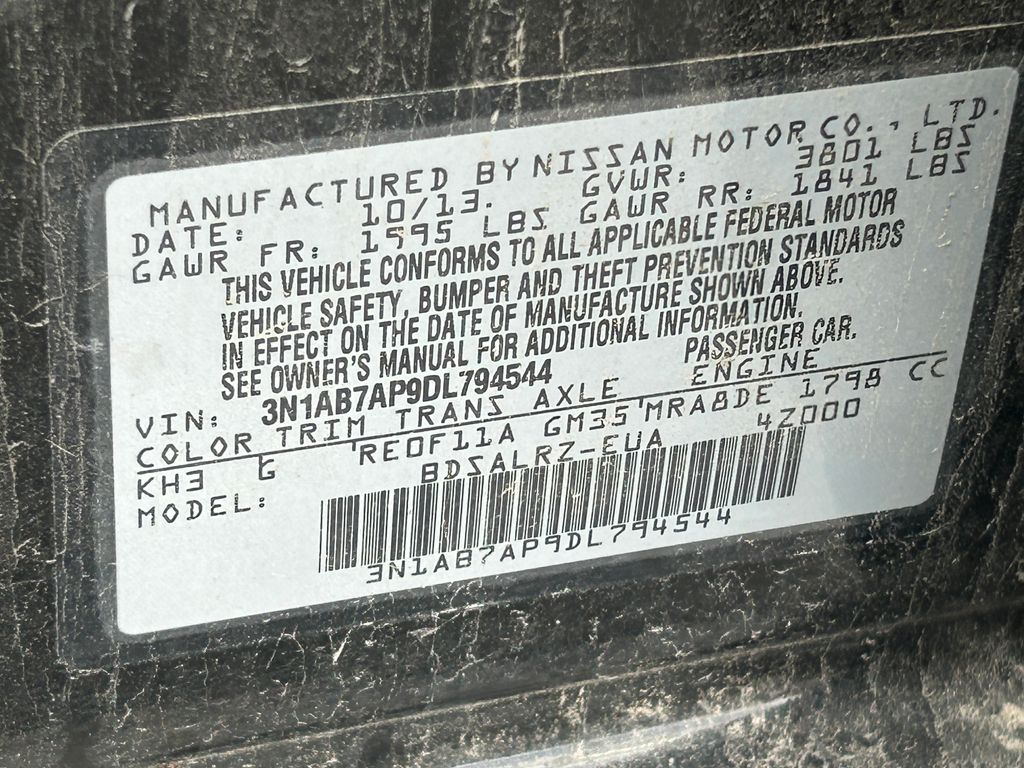 MANUFACTURED BY NISSAN MOTOR CO., LTD.
DATE: 10/13. GVWR: 3801 LBS
GAWR FR: 1995 LBS GAWR RR: 1841 LBS
THIS VEHICLE CONFORMS TO ALL APPLICABLE FEDERAL MOTOR
VEHICLE SAFETY, BUMPER AND THEFT PREVENTION STANDARDS
IN EFFECT ON THE DATE OF MANUFACTURE SHOWN ABOVE.
SEE OWNER'S MANUAL FOR ADDITIONAL INFORMATION.
VIN: 3N1AB7AP9DL794544 PASSENGER CAR.
COLOR TRIM TRANS AXLE ENGINE
KH3 G RE0F11A GM35 MRA8DE 1798 CC
MODEL: BDSALRZ-EUA 4Z000
3N1AB7AP9DL794544